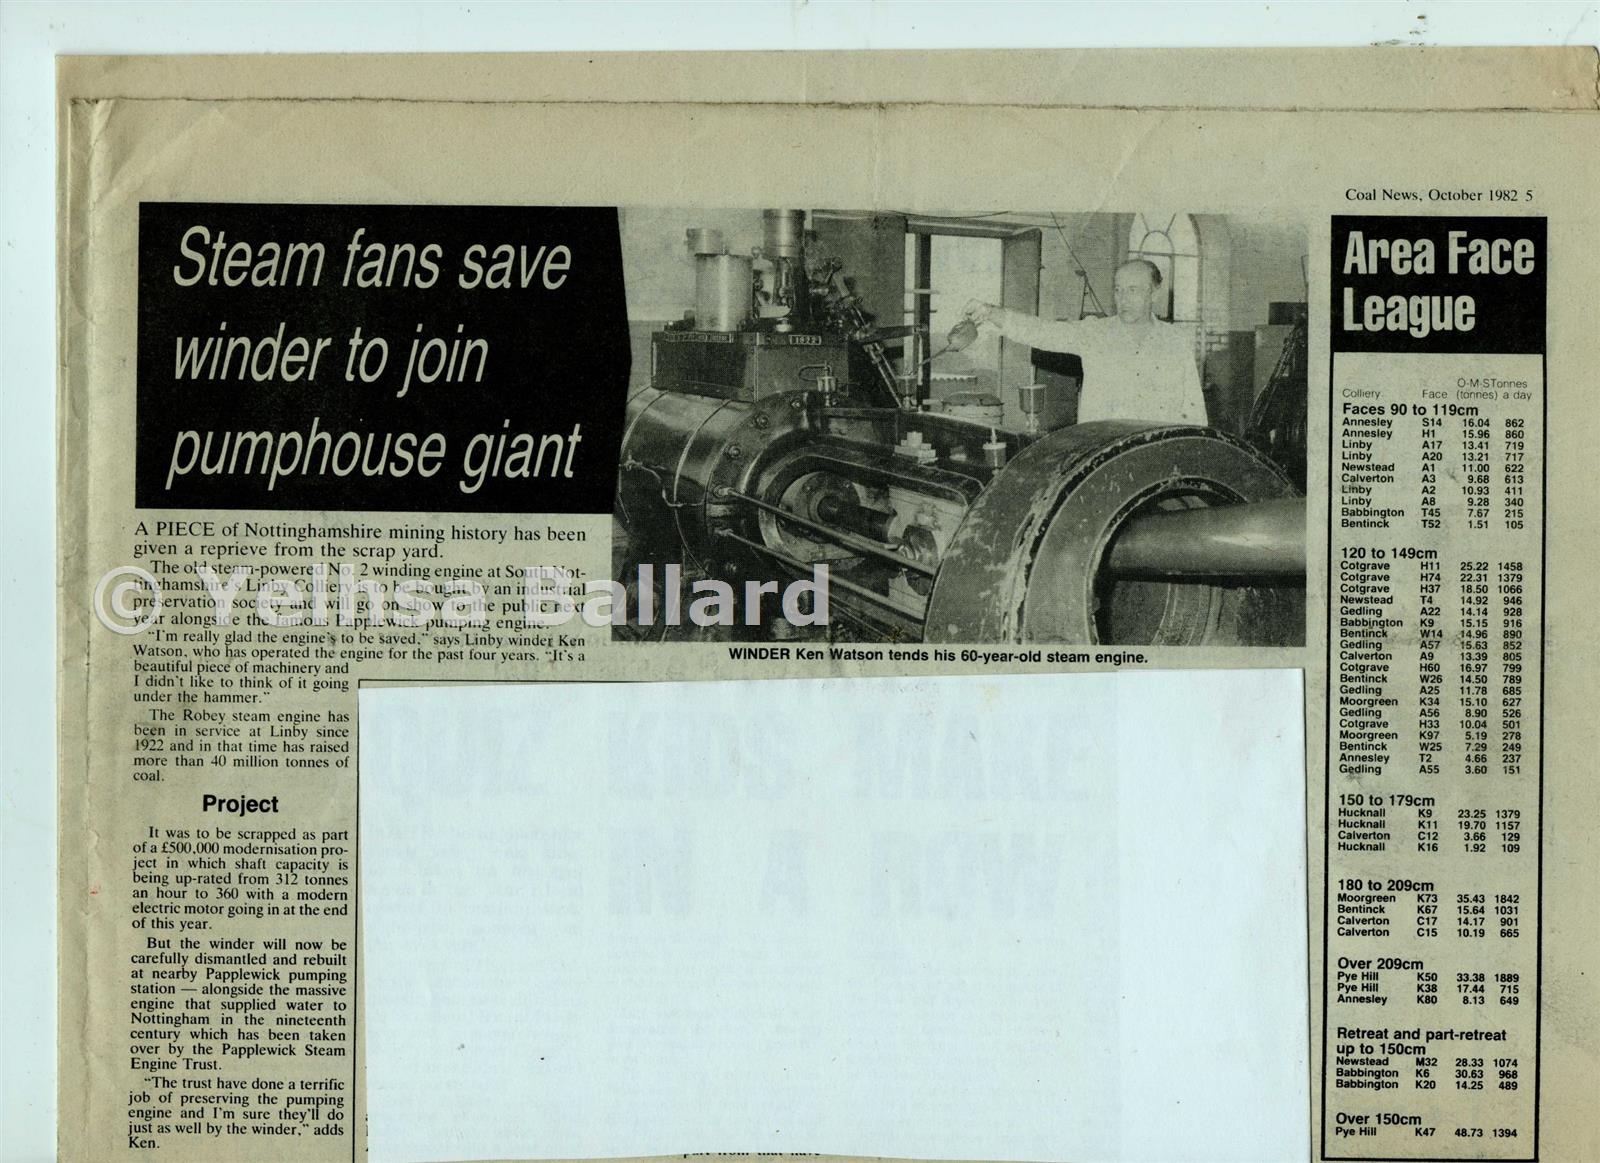 Coal News, October 1982 5
Steam fans save
winder to join
pumphouse giant
A PIECE of Nottinghamshire mining history has been
given a reprieve from the scrap yard.
The old steam-powered No. 2 winding engine at South Not-
tinghamshire's Linby Colliery is to be bought by an industrial
preservation society and will go on show to the public next
year alongside the famous Papplewick pumping engine.
"I'm really glad the engine's to be saved," says Linby winder Ken
Watson, who has operated the engine for the past four years. "It's a
beautiful piece of machinery and
I didn't like to think of it going
under the hammer."
The Robey steam engine has
been in service at Linby since
1922 and in that time has raised
more than 40 million tonnes of
coal.
Project
It was to be scrapped as part
of a £500,000 modernisation pro-
ject in which shaft capacity is
being up-rated from 312 tonnes
an hour to 360 with a modern
electric motor going in at the end
of this year.
But the winder will now be
carefully dismantled and rebuilt
at nearby Papplewick pumping
station — alongside the massive
engine that supplied water to
Nottingham in the nineteenth
century which has been taken
over by the Papplewick Steam
Engine Trust.
"The trust have done a terrific
job of preserving the pumping
engine and I'm sure they'll do
just as well by the winder," adds
Ken.
1922
WINDER Ken Watson tends his 60-year-old steam engine.
© Louisa Ballard
Area Face
League
O-M-S Tonnes
Colliery Face (tonnes) a day
Faces 90 to 119cm
Annesley S14 16.04 862
Annesley H1 15.96 860
Linby A17 13.41 719
Linby A20 13.21 717
Newstead A1 11.00 622
Calverton A3 9.68 613
Linby A2 10.93 411
Linby A8 9.28 340
Babbington T45 7.67 215
Bentinck T52 1.51 105
120 to 149cm
Cotgrave H11 25.22 1458
Cotgrave H74 22.31 1379
Cotgrave H37 18.50 1066
Newstead T4 14.92 946
Gedling A22 14.14 928
Babbington K9 15.15 916
Bentinck W14 14.96 890
Gedling A57 15.63 852
Calverton A9 13.39 805
Cotgrave H60 16.97 799
Bentinck W26 14.50 789
Gedling A25 11.78 685
Moorgreen K34 15.10 627
Gedling A56 8.90 526
Cotgrave H33 10.04 501
Moorgreen K97 5.19 278
Bentinck W25 7.29 249
Annesley T2 4.66 237
Gedling A55 3.60 151
150 to 179cm
Hucknall K9 23.25 1379
Hucknall K11 19.70 1157
Calverton C12 3.66 129
Hucknall K16 1.92 109
180 to 209cm
Moorgreen K73 35.43 1842
Bentinck K67 15.64 1031
Calverton C17 14.17 901
Calverton C15 10.19 665
Over 209cm
Pye Hill K50 33.38 1889
Pye Hill K38 17.44 715
Annesley K80 8.13 649
Retreat and part-retreat
up to 150cm
Newstead M32 28.33 1074
Babbington K6 30.63 968
Babbington K20 14.25 489
Over 150cm
Pye Hill K47 48.73 1394